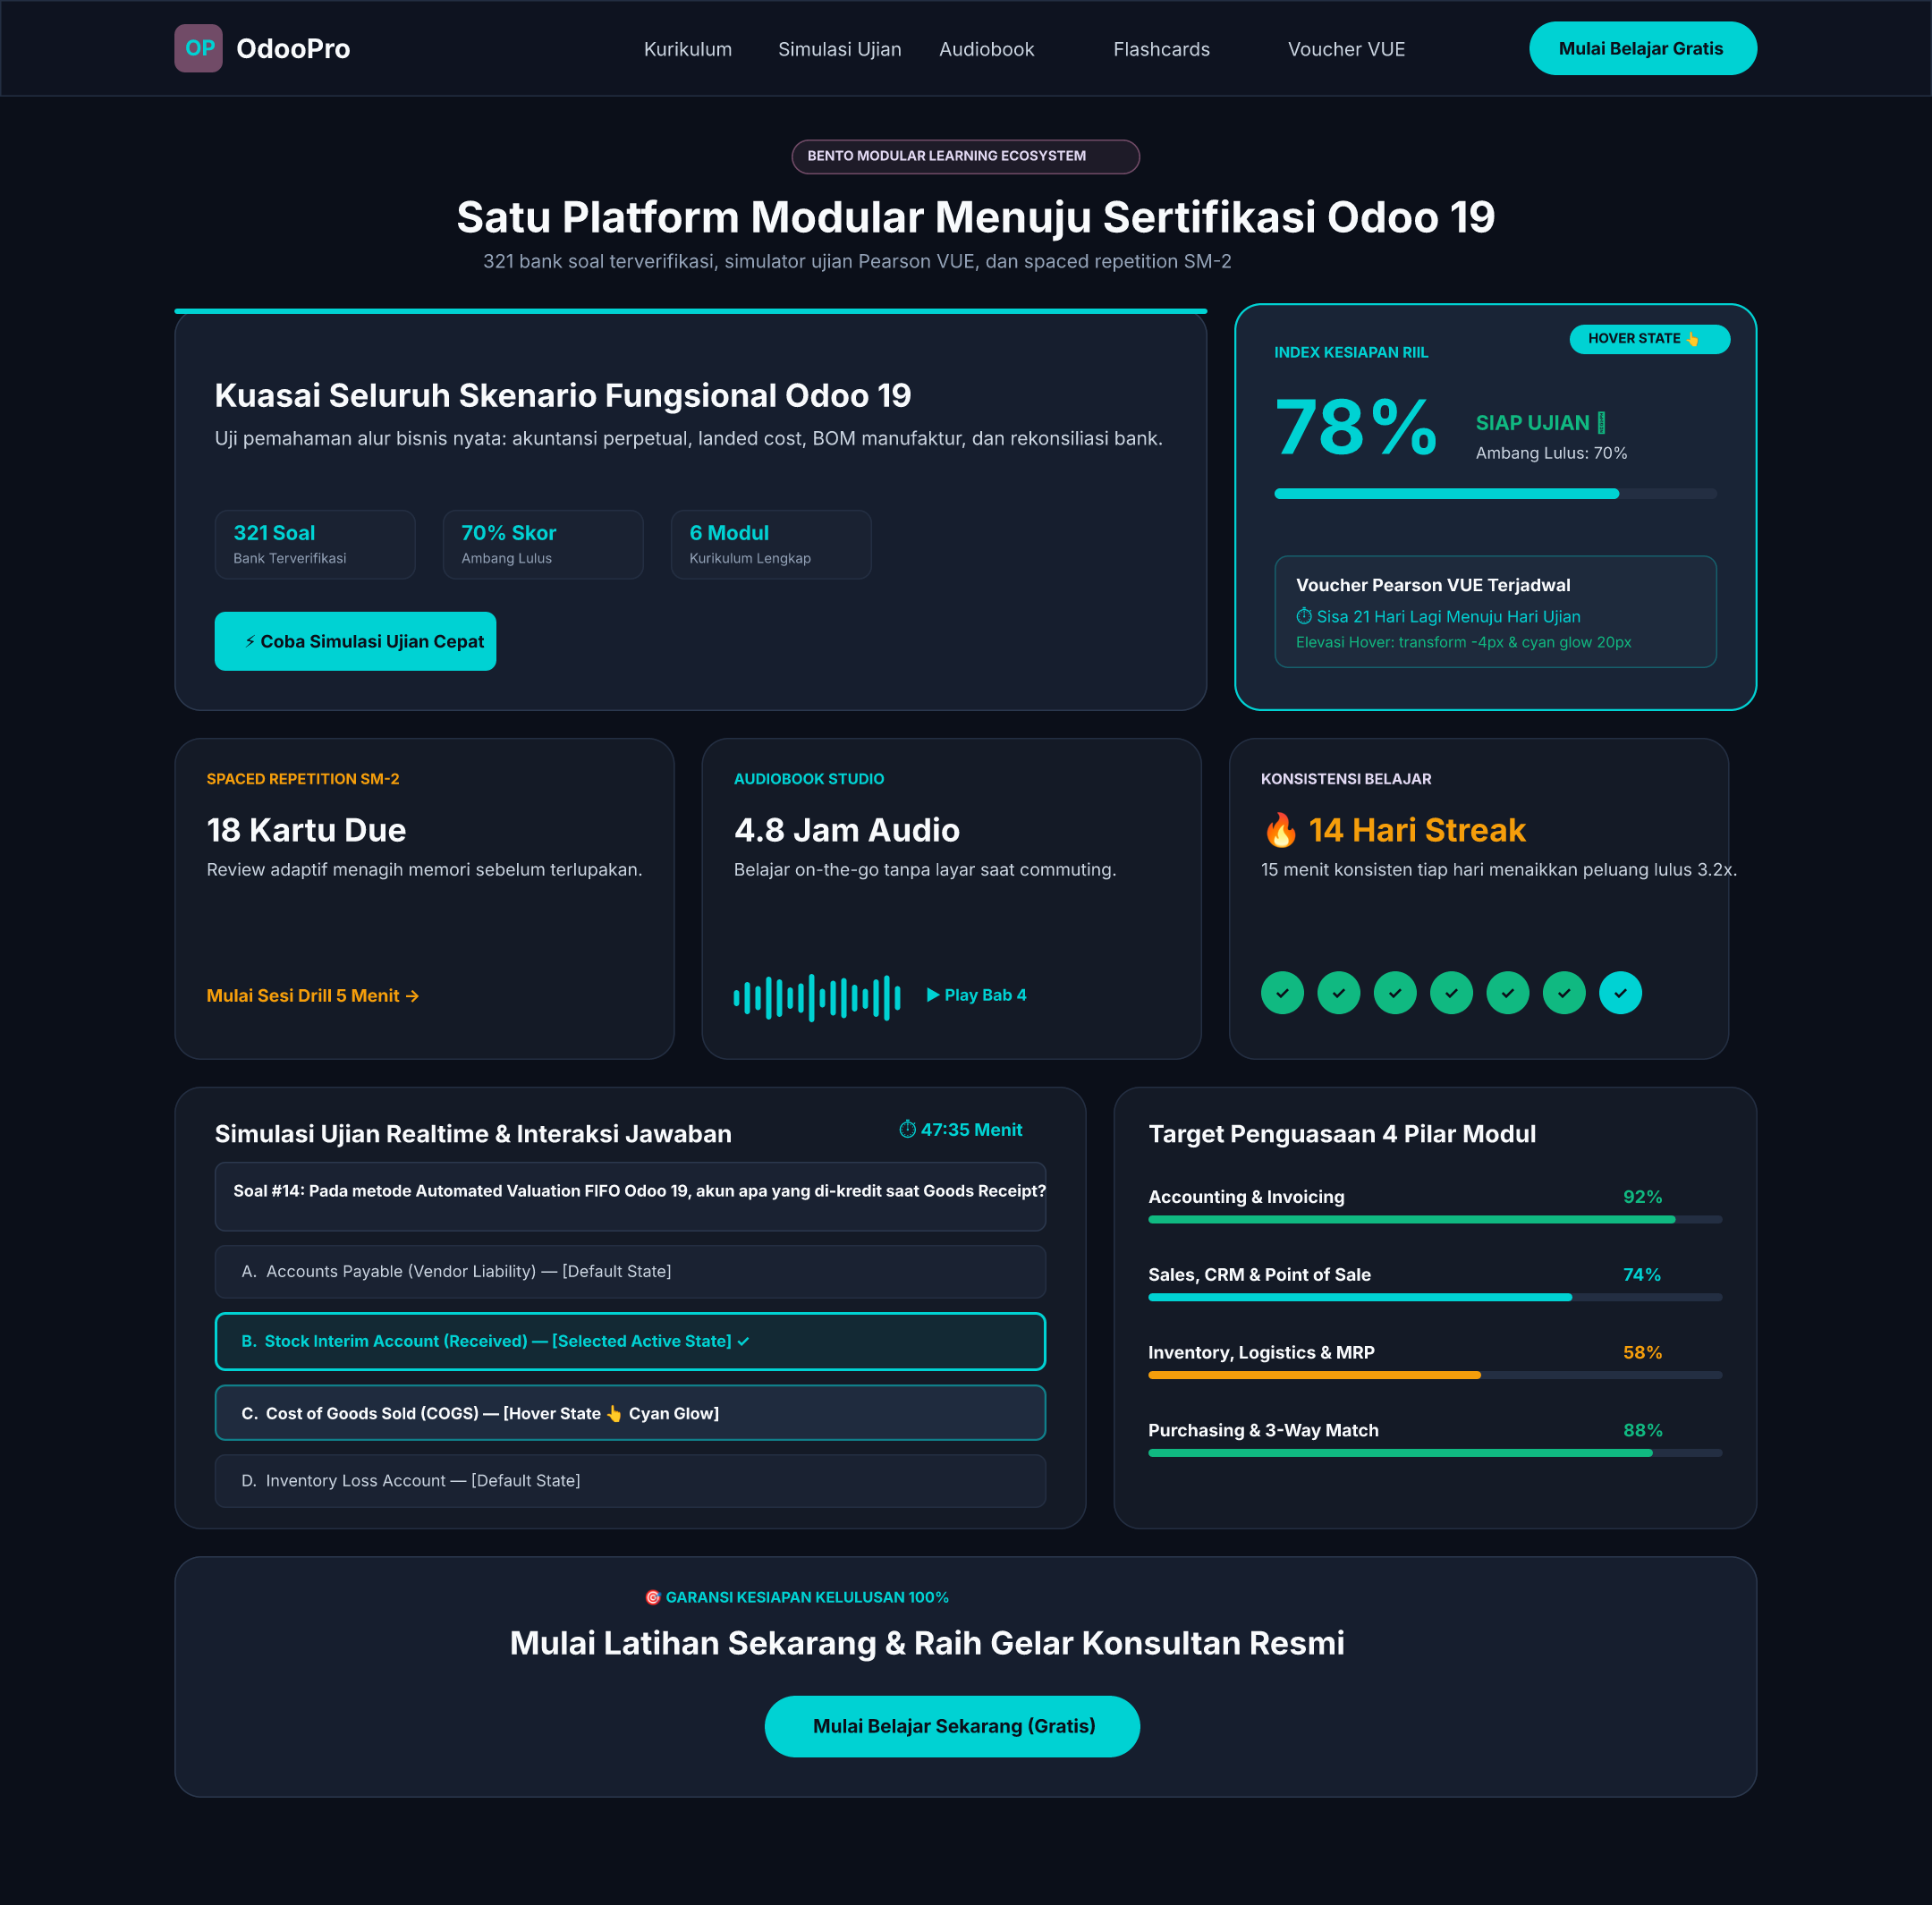 OP OdooPro
Kurikulum Simulasi Ujian Audiobook Flashcards Voucher VUE
Mulai Belajar Gratis
BENTO MODULAR LEARNING ECOSYSTEM
Satu Platform Modular Menuju Sertifikasi Odoo 19
321 bank soal terverifikasi, simulator ujian Pearson VUE, dan spaced repetition SM-2
Kuasai Seluruh Skenario Fungsional Odoo 19
Uji pemahaman alur bisnis nyata: akuntansi perpetual, landed cost, BOM manufaktur, dan rekonsiliasi bank.
321 Soal
Bank Terverifikasi
70% Skor
Ambang Lulus
6 Modul
Kurikulum Lengkap
⚡ Coba Simulasi Ujian Cepat
HOVER STATE 👆
INDEX KESIAPAN RIIL
78%
SIAP UJIAN
Ambang Lulus: 70%
Voucher Pearson VUE Terjadwal
⏱ Sisa 21 Hari Lagi Menuju Hari Ujian
Elevasi Hover: transform -4px & cyan glow 20px
SPACED REPETITION SM-2
18 Kartu Due
Review adaptif menagih memori sebelum terlupakan.
Mulai Sesi Drill 5 Menit →
AUDIOBOOK STUDIO
4.8 Jam Audio
Belajar on-the-go tanpa layar saat commuting.
▶ Play Bab 4
KONSISTENSI BELAJAR
🔥 14 Hari Streak
15 menit konsisten tiap hari menaikkan peluang lulus 3.2x.
✓ ✓ ✓ ✓ ✓ ✓ ✓
Simulasi Ujian Realtime & Interaksi Jawaban
⏱ 47:35 Menit
Soal #14: Pada metode Automated Valuation FIFO Odoo 19, akun apa yang di-kredit saat Goods Receipt?
A. Accounts Payable (Vendor Liability) — [Default State]
B. Stock Interim Account (Received) — [Selected Active State] ✓
C. Cost of Goods Sold (COGS) — [Hover State 👆 Cyan Glow]
D. Inventory Loss Account — [Default State]
Target Penguasaan 4 Pilar Modul
Accounting & Invoicing 92%
Sales, CRM & Point of Sale 74%
Inventory, Logistics & MRP 58%
Purchasing & 3-Way Match 88%
🎯 GARANSI KESIAPAN KELULUSAN 100%
Mulai Latihan Sekarang & Raih Gelar Konsultan Resmi
Mulai Belajar Sekarang (Gratis)